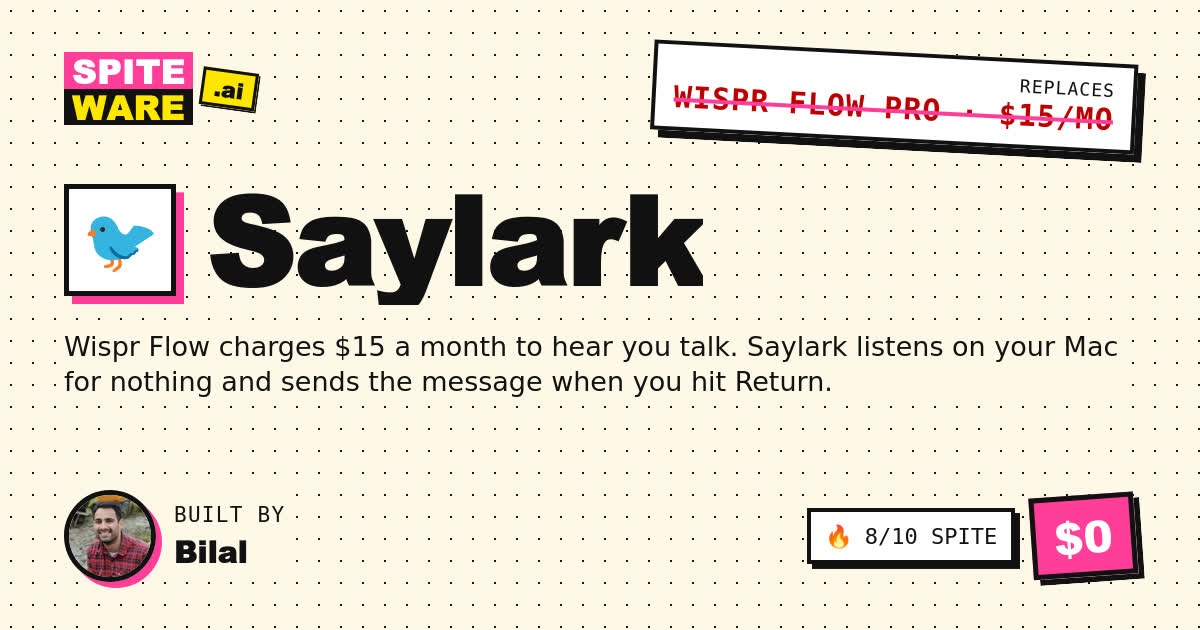 SPITE
WARE
.ai
REPLACES
WISPR FLOW PRO · $15/MO
Saylark
Wispr Flow charges $15 a month to hear you talk. Saylark listens on your Mac
for nothing and sends the message when you hit Return.
BUILT BY
Bilal
8/10 SPITE
$0